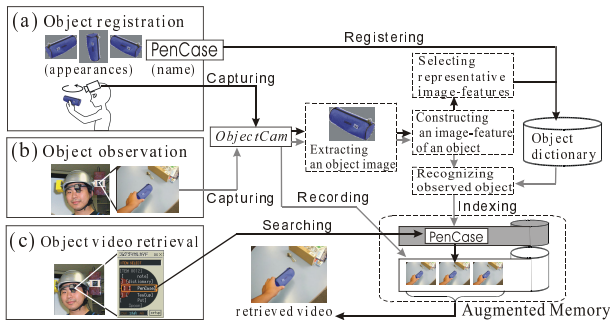 (a) Object registration
PenCase
(appearances)
(name)
Registering
Capturing
Selecting
representative
image-features
ObjectCam
Extracting
an object image
Constructing
an image-feature
of an object
Object
dictionary
(b) Object observation
Recognizing
observed object
Capturing
Recording
Indexing
(c) Object video retrieval
Searching
PenCase
PenCase
retrieved video
Augmented Memory